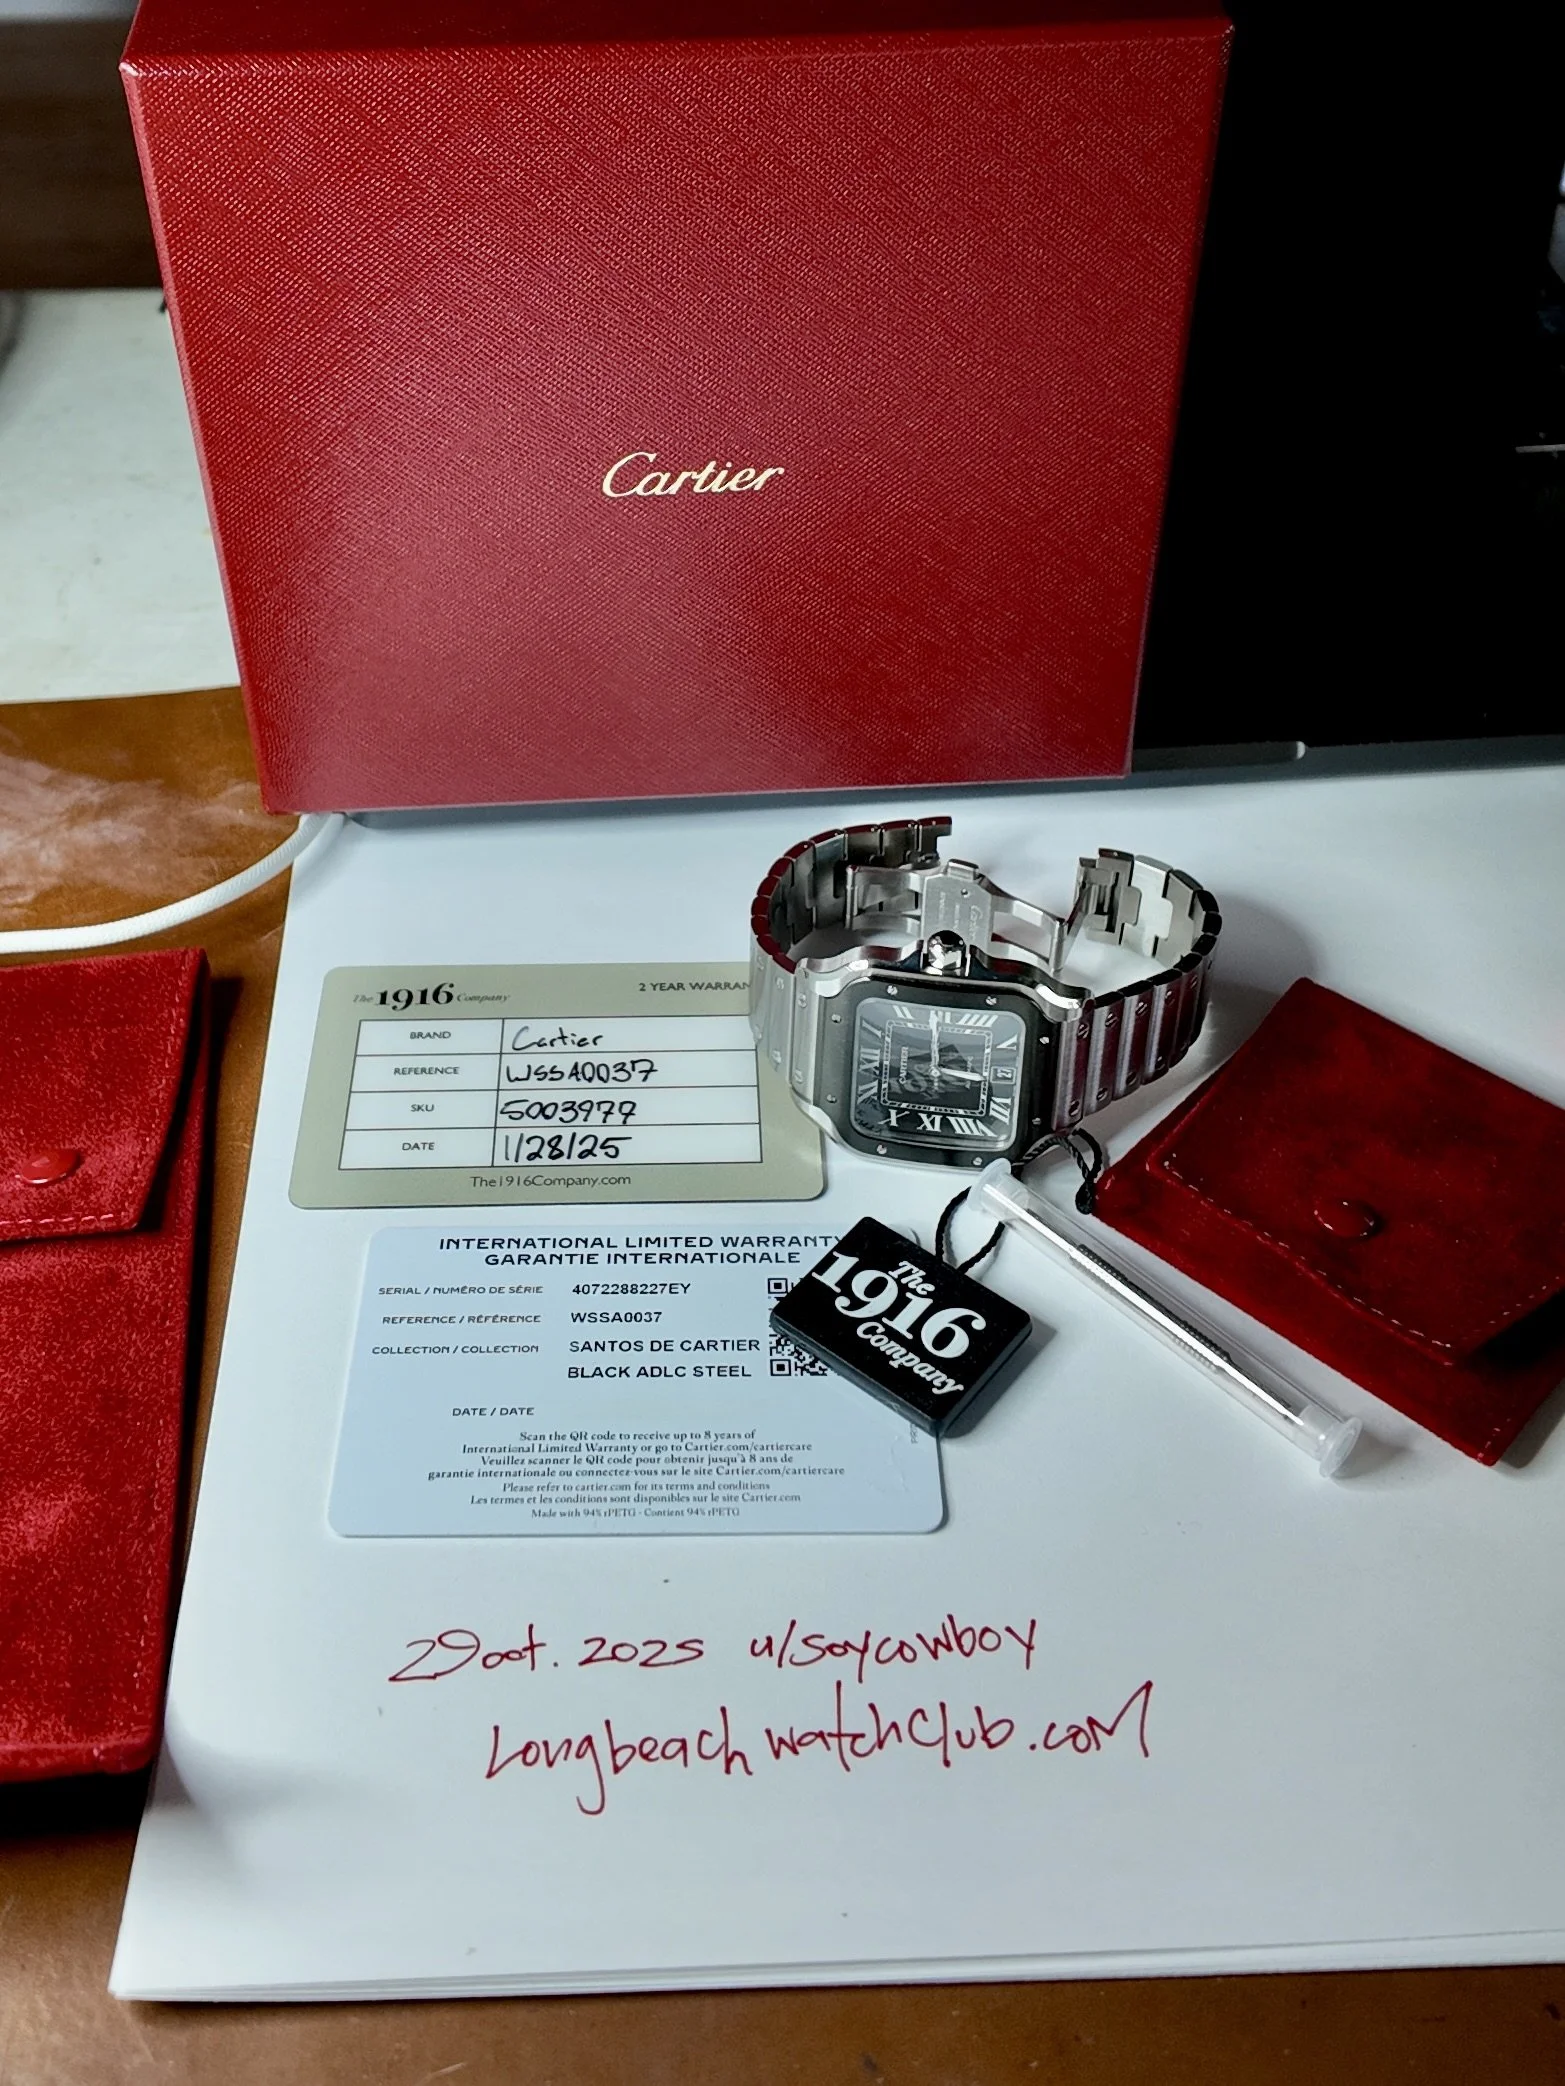 Cartier
The 1916 Company
2 YEAR WARRAN
BRAND Cartier
REFERENCE WSSA0037
SKU 5003977
DATE 1/28/25
The1916Company.com
INTERNATIONAL LIMITED WARRANTY
GARANTIE INTERNATIONALE
SERIAL / NUMÉRO DE SÉRIE 4072288227EY
REFERENCE / RÉFÉRENCE WSSA0037
COLLECTION / COLLECTION SANTOS DE CARTIER
BLACK ADLC STEEL
DATE / DATE
Scan the QR code to receive up to 8 years of
International Limited Warranty or go to Cartier.com/cartiercare
Veuillez scanner le QR code pour obtenir jusqu'à 8 ans de
garantie internationale ou connectez-vous sur le site Cartier.com/cartiercare
Please refer to cartier.com for its terms and conditions
Les termes et les conditions sont disponibles sur le site Cartier.com
Made with 94% rPETG - Contient 94% rPETG
CARTIER
27
The
1916
Company
29oct. 2025 u/soycowboy
Longbeachwatchclub.com